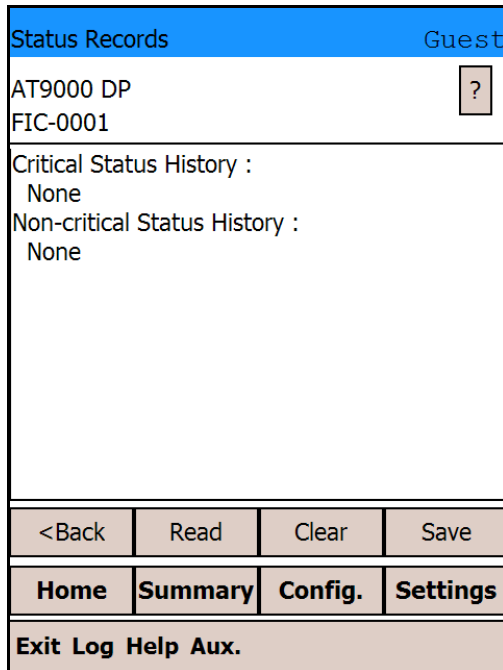 Status Records Guest
AT9000 DP ?
FIC-0001
Critical Status History :
None
Non-critical Status History :
None
<Back Read Clear Save
Home Summary Config. Settings
Exit Log Help Aux.